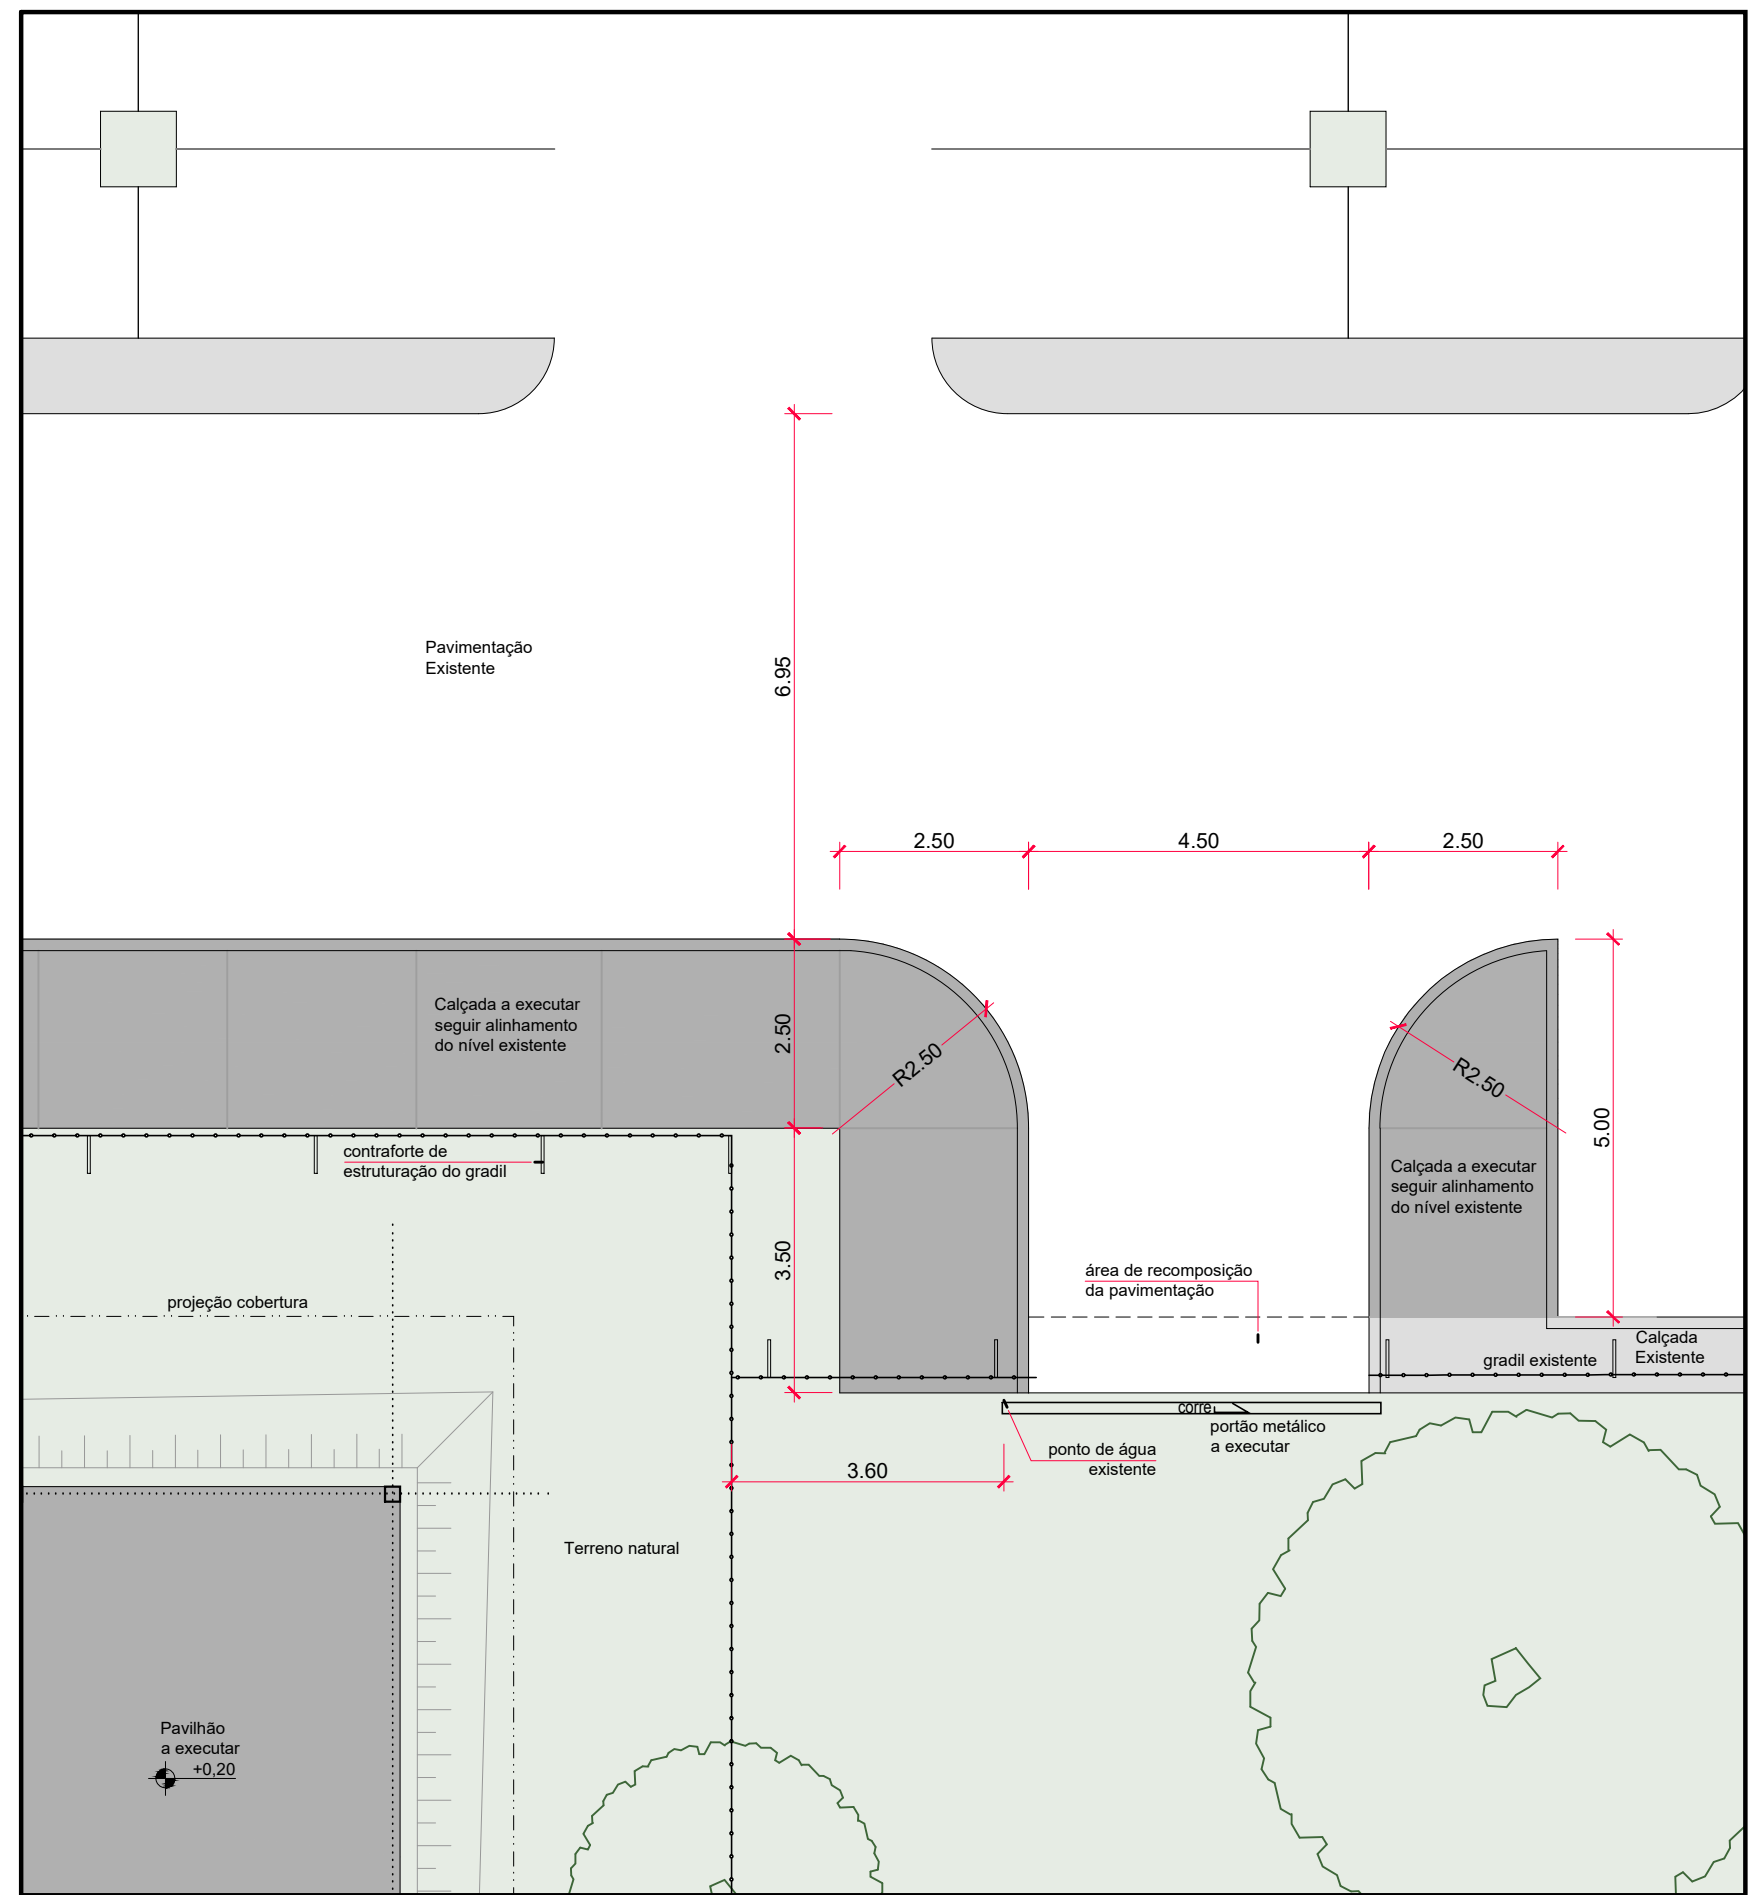 Pavimentação
Existente
6.95
2.50
4.50
2.50
Calçada a executar
seguir alinhamento
do nível existente
2.50
R2.50
R2.50
5.00
contraforte de
estruturação do gradil
Calçada a executar
seguir alinhamento
do nível existente
3.50
área de recomposição
da pavimentação
projeção cobertura
Calçada
Existente
gradil existente
corre
portão metálico
a executar
ponto de água
existente
3.60
Terreno natural
Pavilhão
a executar
+0,20